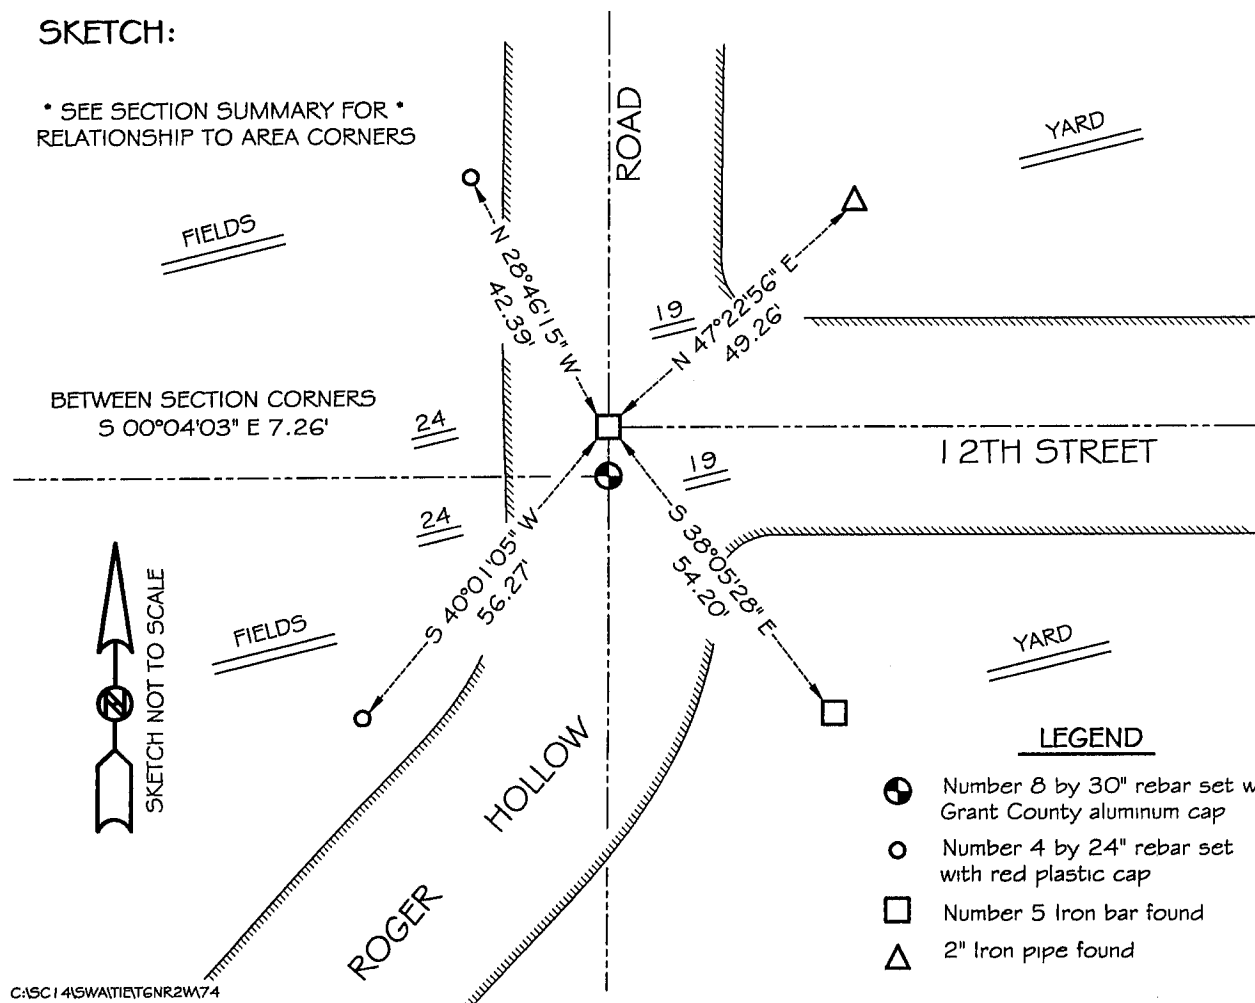 SKETCH:
* SEE SECTION SUMMARY FOR *
RELATIONSHIP TO AREA CORNERS
ROAD
YARD
FIELDS
N 28°46'15" W
42.39'
19
N 47°22'56" E
49.26'
BETWEEN SECTION CORNERS
S 00°04'03" E 7.26'
24
12TH STREET
19
24
S 40°01'05" W
56.27'
S 38°05'28" E
54.20'
N
SKETCH NOT TO SCALE
FIELDS
YARD
ROGER HOLLOW
LEGEND
Number 8 by 30" rebar set w
Grant County aluminum cap
Number 4 by 24" rebar set
with red plastic cap
Number 5 Iron bar found
2" Iron pipe found
C:\SC14\SWA\TIE\T6NR2W\74